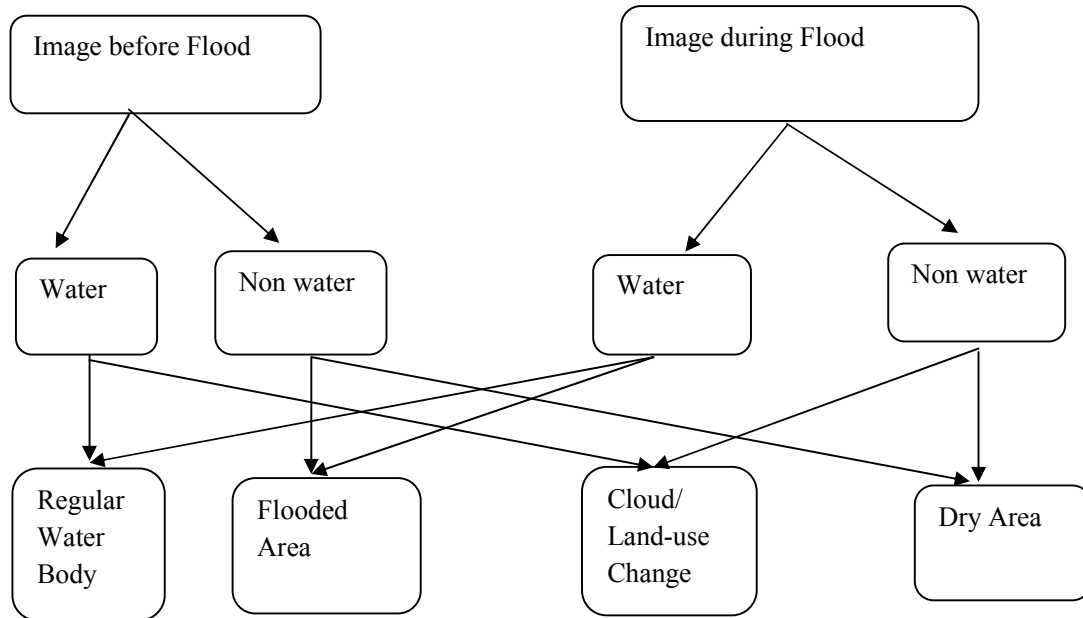 Image before Flood
Image during Flood
Water
Non water
Water
Non water
Regular
Water
Body
Flooded
Area
Cloud/
Land-use
Change
Dry Area